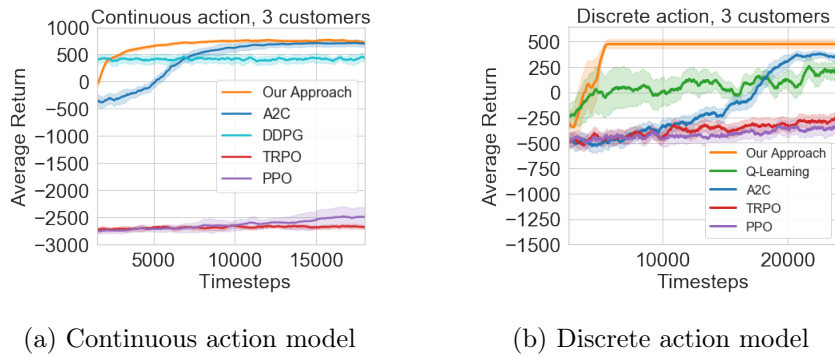 Continuous action, 3 customers
1000
500
0
−500
−1000
−1500
−2000
−2500
−3000
Average Return
Our Approach
A2C
DDPG
TRPO
PPO
5000 10000 15000
Timesteps
(a) Continuous action model
Discrete action, 3 customers
500
250
0
−250
−500
−750
−1000
−1250
−1500
Average Return
Our Approach
Q-Learning
A2C
TRPO
PPO
10000 20000
Timesteps
(b) Discrete action model